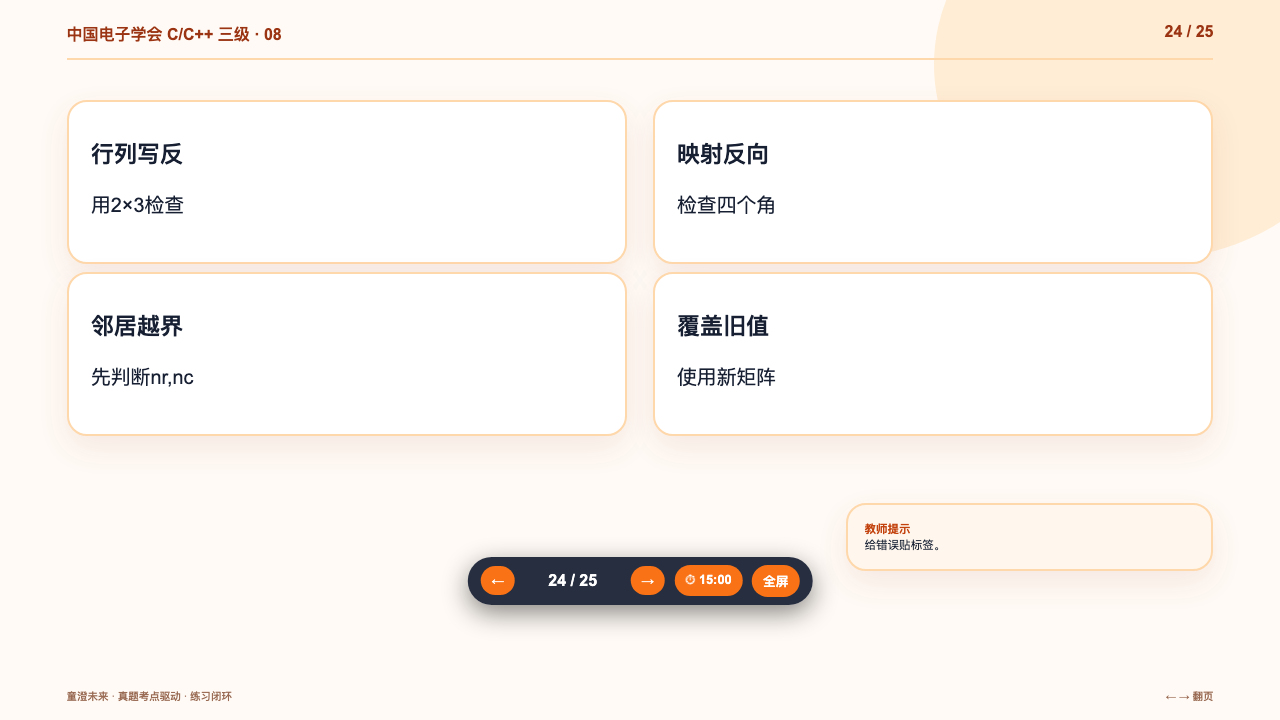 中国电子学会 C/C++ 三级 · 08
24 / 25
行列写反
用2×3检查
映射反向
检查四个角
邻居越界
先判断nr,nc
覆盖旧值
使用新矩阵
教师提示
给错误贴标签。
← 24 / 25 → ⏱ 15:00 全屏
童澄未来 · 真题考点驱动 · 练习闭环
←→ 翻页